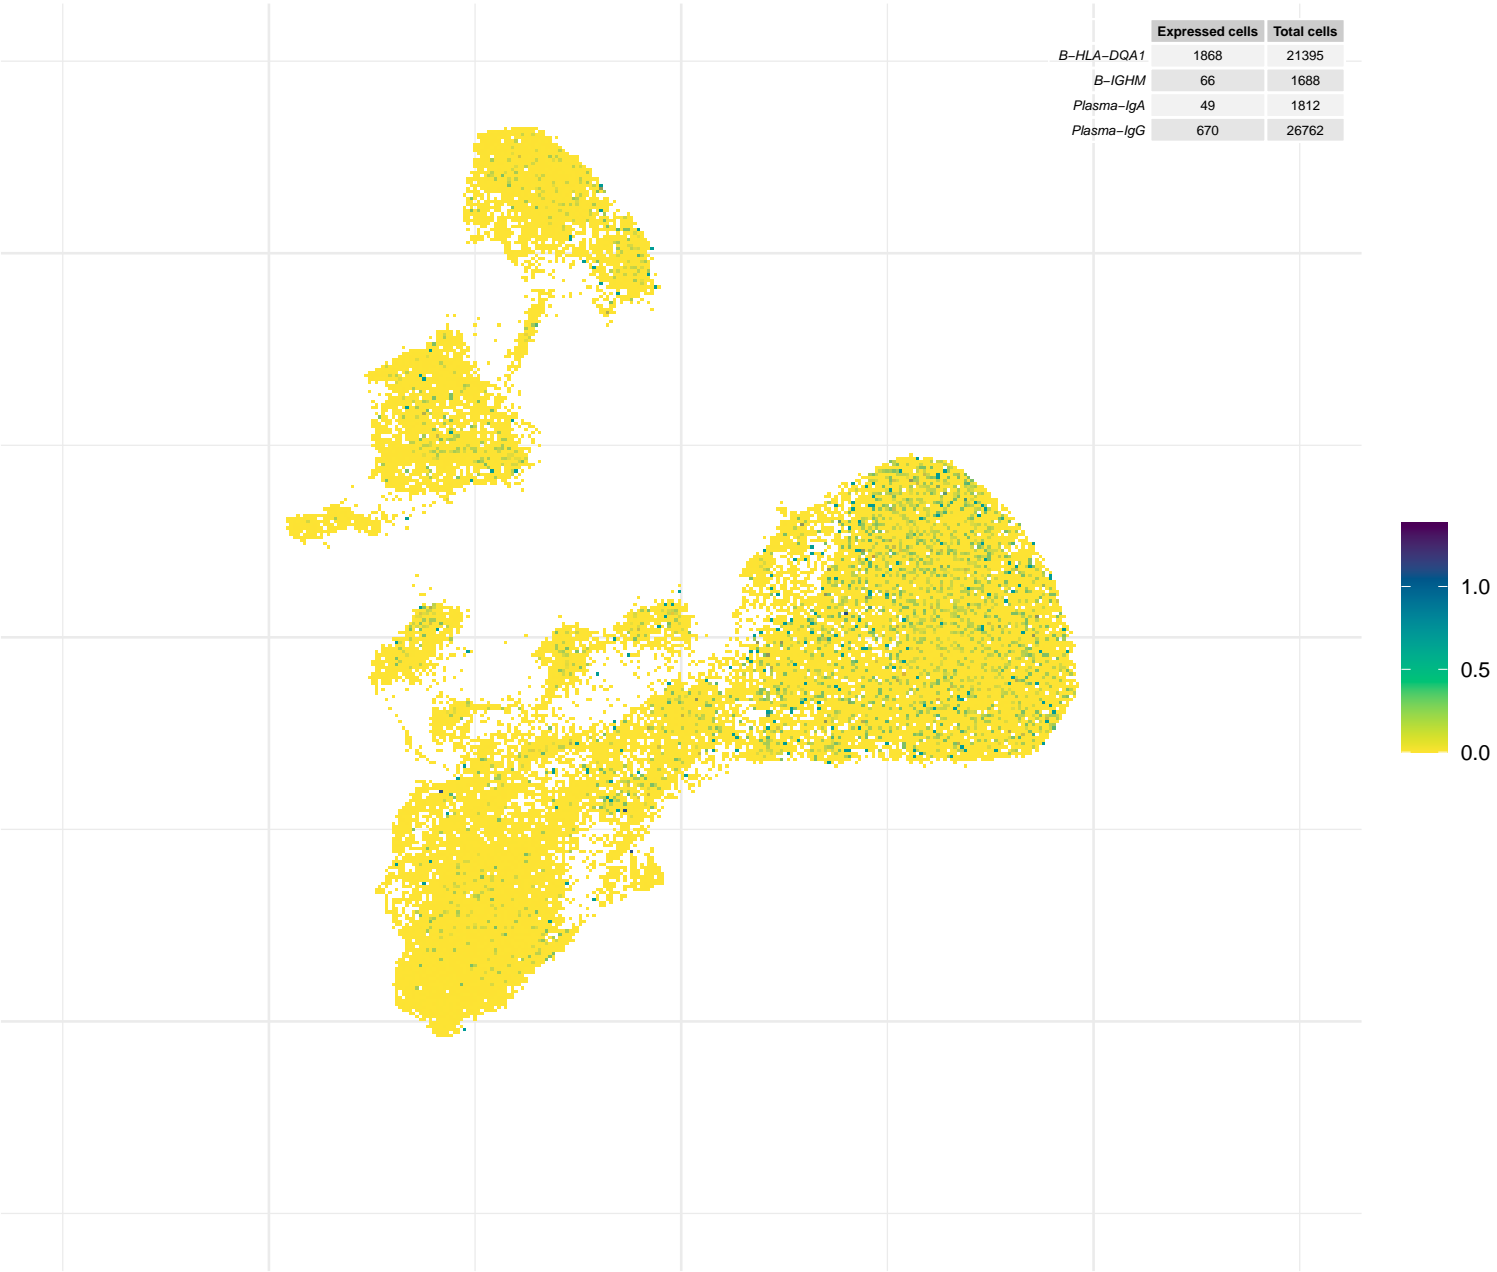 Expressed cells Total cells
B−HLA−DQA1 1868 21395
B−IGHM 66 1688
Plasma−IgA 49 1812
Plasma−IgG 670 26762
1.0
0.5
0.0